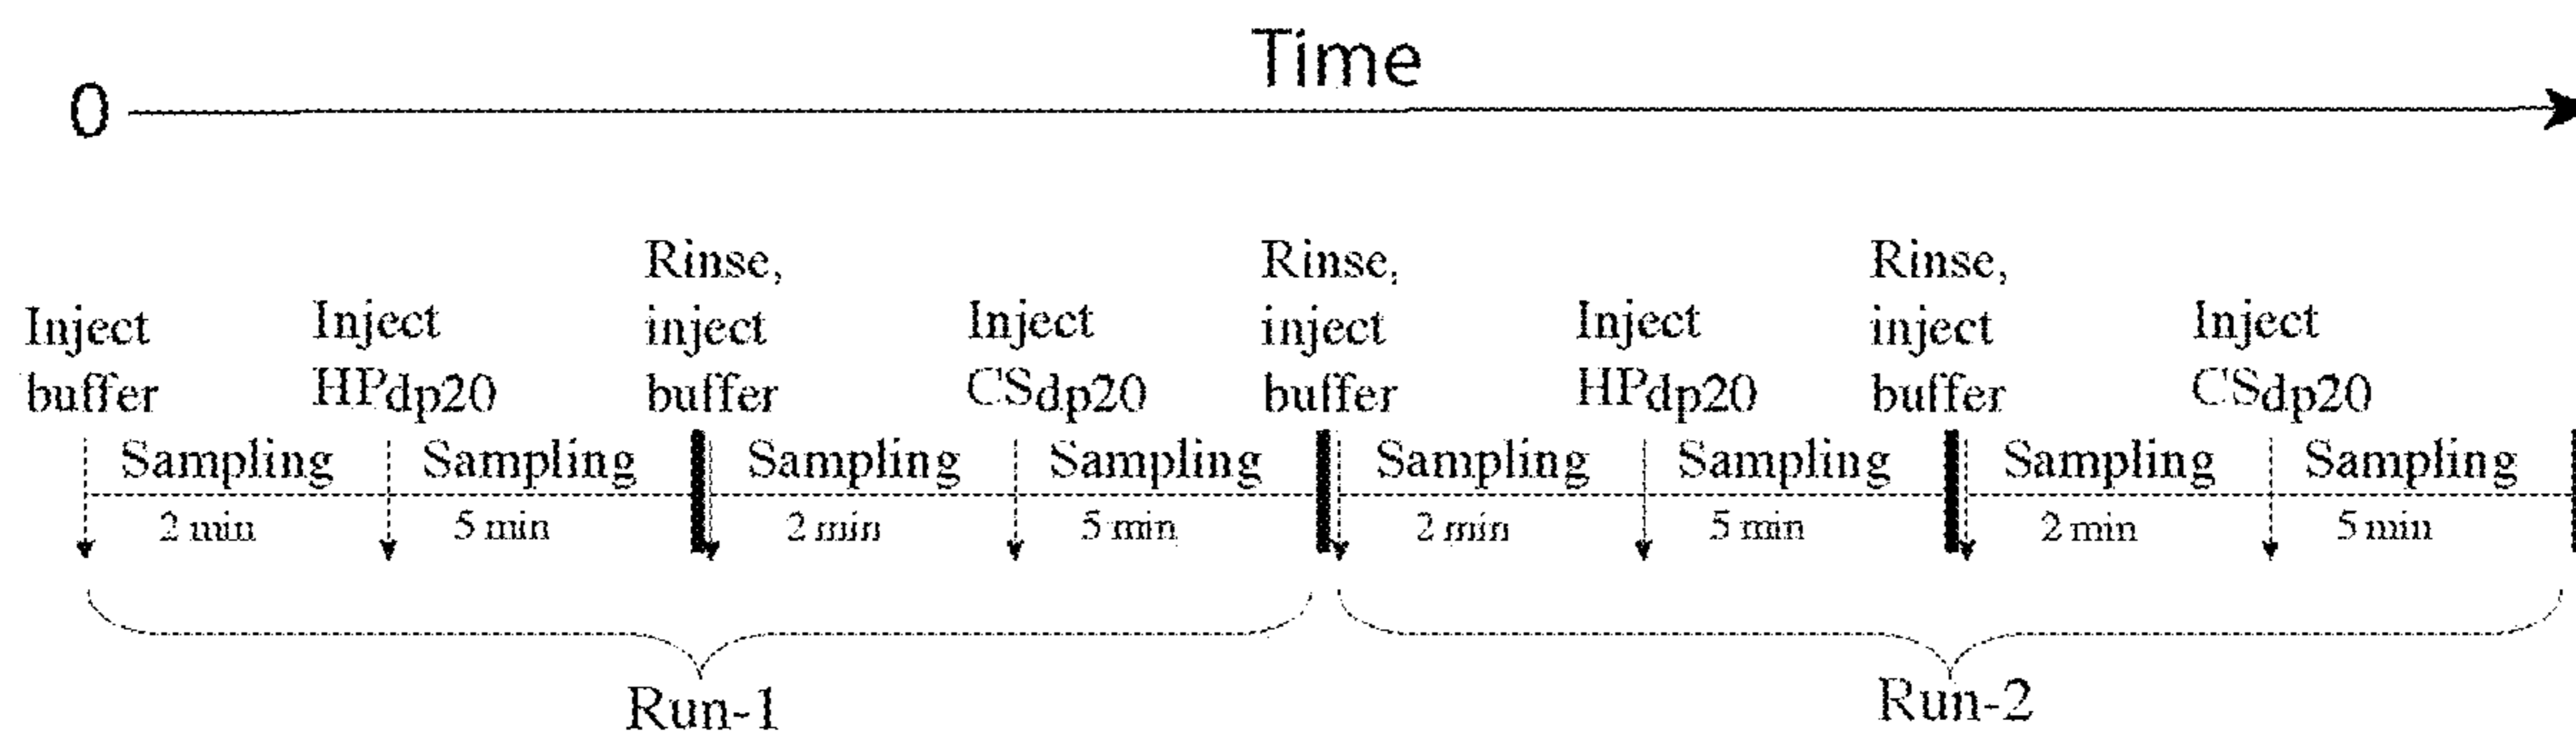 Time
0
Inject
buffer
Inject
HPdp20
Rinse,
inject
buffer
Inject
CSdp20
Rinse,
inject
buffer
Inject
HPdp20
Rinse,
inject
buffer
Inject
CSdp20
Sampling Sampling Sampling Sampling Sampling Sampling Sampling Sampling
2 min 5 min 2 min 5 min 2 min 5 min 2 min 5 min
Run-1 Run-2